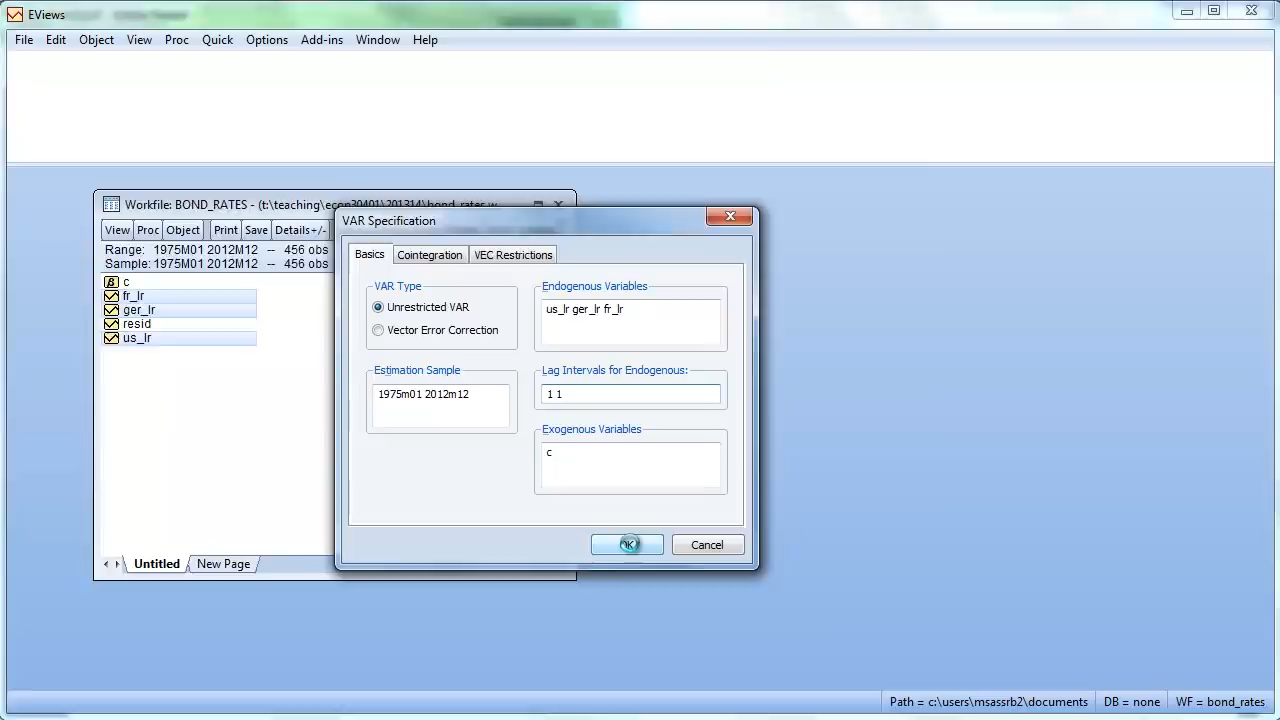 EViews
File Edit Object View Proc Quick Options Add-ins Window Help
Workfile: BOND_RATES - (t:\teaching\econ30401\201314\bond_rates.w
View Proc Object Print Save Details+/-
Range: 1975M01 2012M12 -- 456 obs
Sample: 1975M01 2012M12 -- 456 obs
c
fr_lr
ger_lr
resid
us_lr
Untitled New Page
VAR Specification
Basics Cointegration VEC Restrictions
VAR Type
Unrestricted VAR
Vector Error Correction
Endogenous Variables
us_lr ger_lr fr_lr
Estimation Sample
1975m01 2012m12
Lag Intervals for Endogenous:
1 1
Exogenous Variables
c
OK Cancel
Path = c:\users\msassrb2\documents DB = none WF = bond_rates